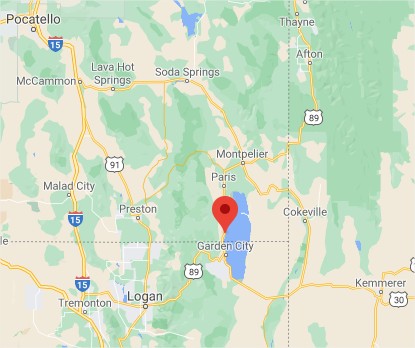 Thayne
Pocatello
15
Afton
Lava Hot
Springs
Soda Springs
McCammon
89
91
Montpelier
Paris
Malad City
Preston
Cokeville
15
Garden City
15
89
Kemmerer
Logan
30
Tremonton